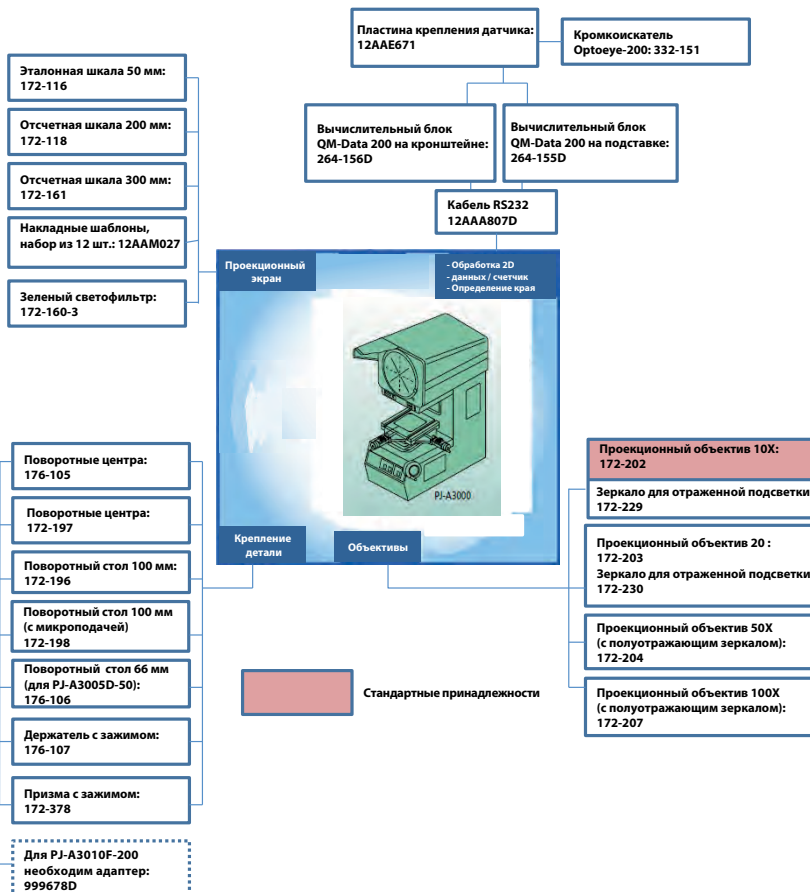 Пластина крепления датчика:
12AAE671
Кромкоискатель
Optoeye-200: 332-151
Эталонная шкала 50 мм:
172-116
Отсчетная шкала 200 мм:
172-118
Отсчетная шкала 300 мм:
172-161
Накладные шаблоны,
набор из 12 шт.: 12AAM027
Зеленый светофильтр:
172-160-3
Вычислительный блок
QM-Data 200 на кронштейне:
264-156D
Вычислительный блок
QM-Data 200 на подставке:
264-155D
Кабель RS232
12AAA807D
Проекционный
экран
- Обработка 2D
- данных / счетчик
- Определение края
PJ-A3000
Крепление
детали
Объективы
Поворотные центра:
176-105
Поворотные центра:
172-197
Поворотный стол 100 мм:
172-196
Поворотный стол 100 мм
(с микроподачей)
172-198
Поворотный стол 66 мм
(для PJ-A3005D-50):
176-106
Держатель с зажимом:
176-107
Призма с зажимом:
172-378
Для PJ-A3010F-200
необходим адаптер:
999678D
Проекционный объектив 10X:
172-202
Зеркало для отраженной подсветки
172-229
Проекционный объектив 20 :
172-203
Зеркало для отраженной подсветки
172-230
Проекционный объектив 50X
(с полуотражающим зеркалом):
172-204
Проекционный объектив 100X
(с полуотражающим зеркалом):
172-207
Стандартные принадлежности